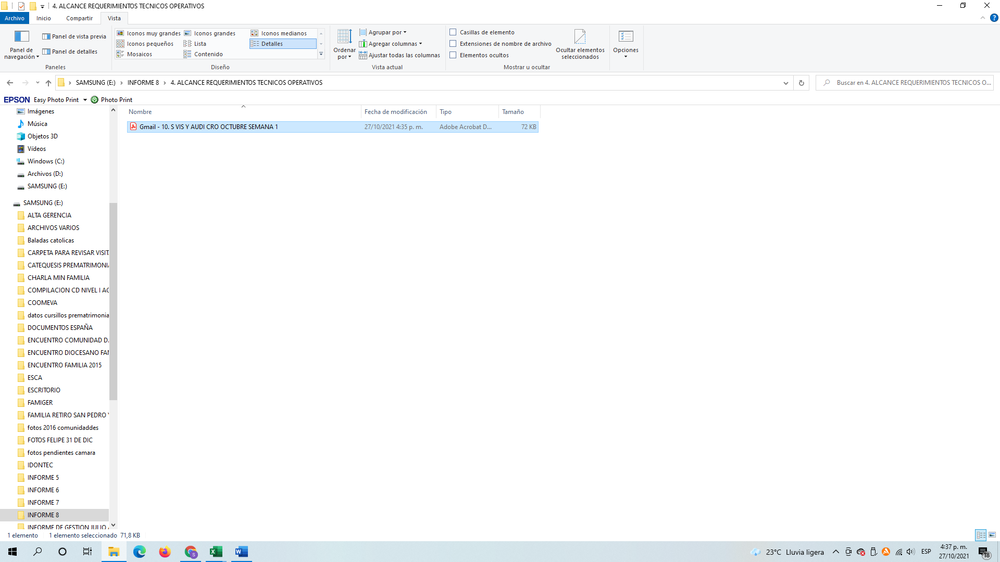 4. ALCANCE REQUERIMIENTOS TECNICOS OPERATIVOS
Archivo Inicio Compartir Vista
Panel de navegación
Panel de vista previa
Panel de detalles
Paneles
Iconos muy grandes Iconos grandes Iconos medianos
Iconos pequeños Lista Detalles
Mosaicos Contenido
Diseño
Ordenar por
Agrupar por
Agregar columnas
Ajustar todas las columnas
Vista actual
Casillas de elemento
Extensiones de nombre de archivo
Elementos ocultos
Ocultar elementos seleccionados
Mostrar u ocultar
Opciones
SAMSUNG (E:) > INFORME 8 > 4. ALCANCE REQUERIMIENTOS TECNICOS OPERATIVOS
Buscar en 4. ALCANCE REQUERIMIENTOS TECNICOS O...
EPSON Easy Photo Print Photo Print
Nombre Fecha de modificación Tipo Tamaño
Gmail - 10. S VIS Y AUDI CRO OCTUBRE SEMANA 1 27/10/2021 4:35 p. m. Adobe Acrobat D... 72 KB
Imágenes
Música
Objetos 3D
Vídeos
Windows (C:)
Archivos (D:)
SAMSUNG (E:)
SAMSUNG (E:)
ALTA GERENCIA
ARCHIVOS VARIOS
Baladas catolicas
CARPETA PARA REVISAR VISIT
CATEQUESIS PREMATRIMONIA
CHARLA MIN FAMILIA
COMPILACION CD NIVEL I AG
COOMEVA
datos cursillos prematrimonia
DOCUMENTOS ESPAÑA
ENCUENTRO COMUNIDAD D
ENCUENTRO DIOCESANO FAM
ENCUENTRO FAMILIA 2015
ESCA
ESCRITORIO
FAMIGER
FAMILIA RETIRO SAN PEDRO Y
fotos 2016 comunidaddes
FOTOS FELIPE 31 DE DIC
fotos pendientes camara
IDONTEC
INFORME 5
INFORME 6
INFORME 7
INFORME 8
INFORME DE GESTION JULIO
1 elemento 1 elemento seleccionado 71,8 KB
23°C Lluvia ligera ESP 4:37 p. m.
27/10/2021
18